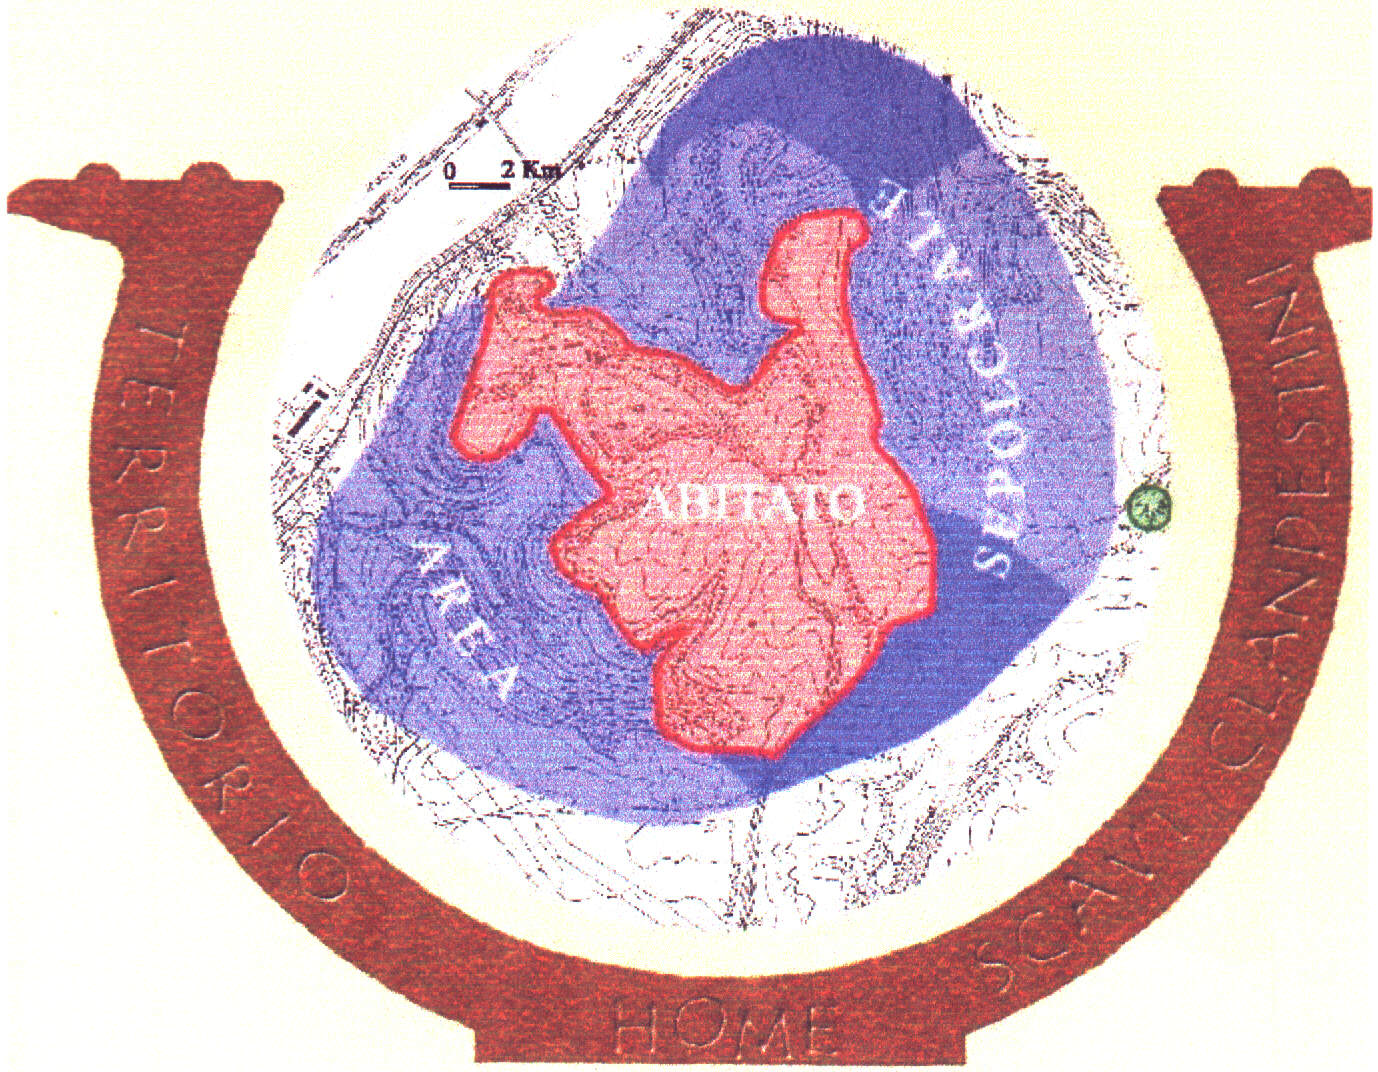 0 2 Km
ABITATO
AREA
SEPOLCRALE
TERRITORIO
HOME
SCAVI CLANDESTINI